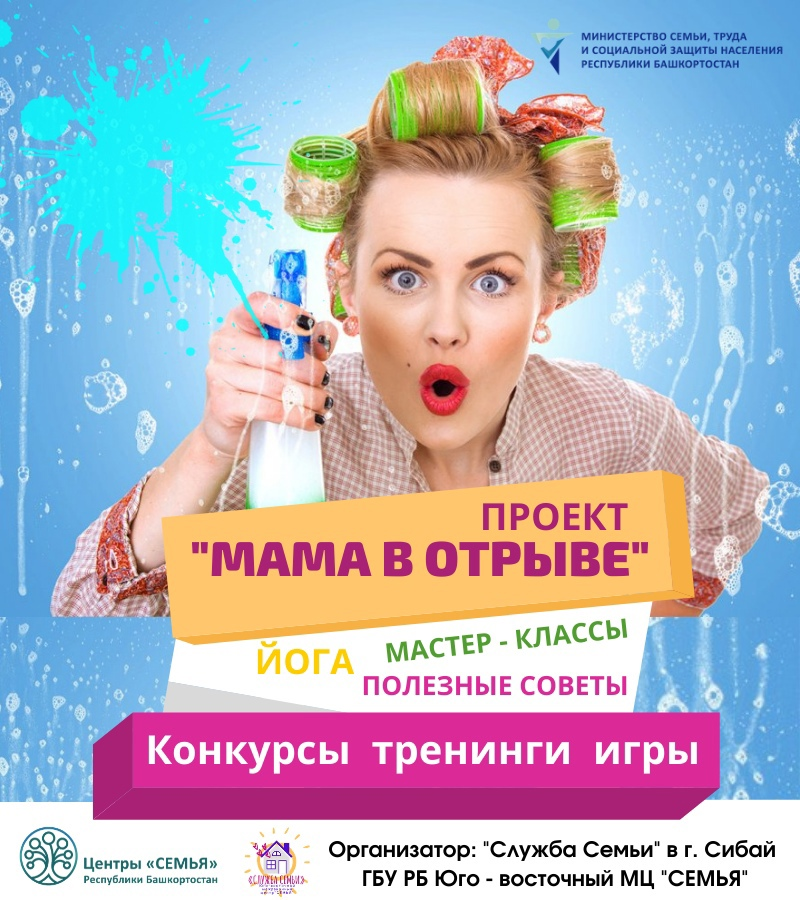 МИНИСТЕРСТВО СЕМЬИ, ТРУДА
И СОЦИАЛЬНОЙ ЗАЩИТЫ НАСЕЛЕНИЯ
РЕСПУБЛИКИ БАШКОРТОСТАН
ПРОЕКТ
"МАМА В ОТРЫВЕ"
ЙОГА
МАСТЕР - КЛАССЫ
ПОЛЕЗНЫЕ СОВЕТЫ
Конкурсы тренинги игры
Центры «СЕМЬЯ»
Республики Башкортостан
«СЛУЖБА СЕМЬИ»
Организатор: "Служба Семьи" в г. Сибай
ГБУ РБ Юго - восточный МЦ "СЕМЬЯ"